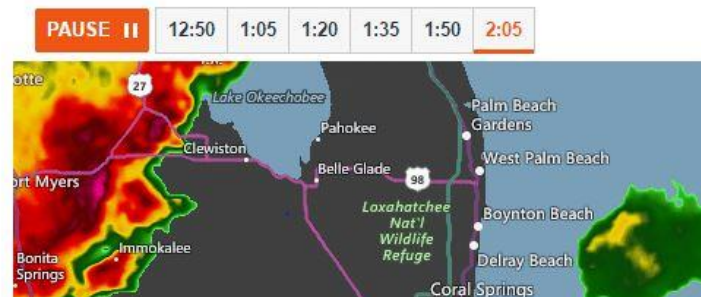 PAUSE
12:50
1:05
1:20
1:35
1:50
2:05
otte
27
Lake Okeechobee
Palm Beach
Gardens
Pahokee
Clewiston
West Palm Beach
Belle Glade
98
ort Myers
Loxahatchee
Nat'l
Wildlife
Refuge
Boynton Beach
Immokalee
Delray Beach
Bonita
Springs
Coral Springs